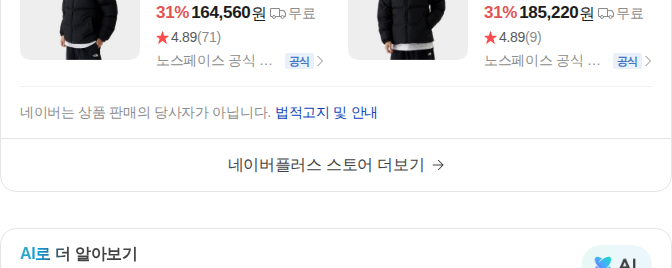 31% 164,560원 무료
4.89(71)
노스페이스 공식 ... 공식
31% 185,220원 무료
4.89(9)
노스페이스 공식 ... 공식
네이버는 상품 판매의 당사자가 아닙니다. 법적고지 및 안내
네이버플러스 스토어 더보기
AI로 더 알아보기
AI